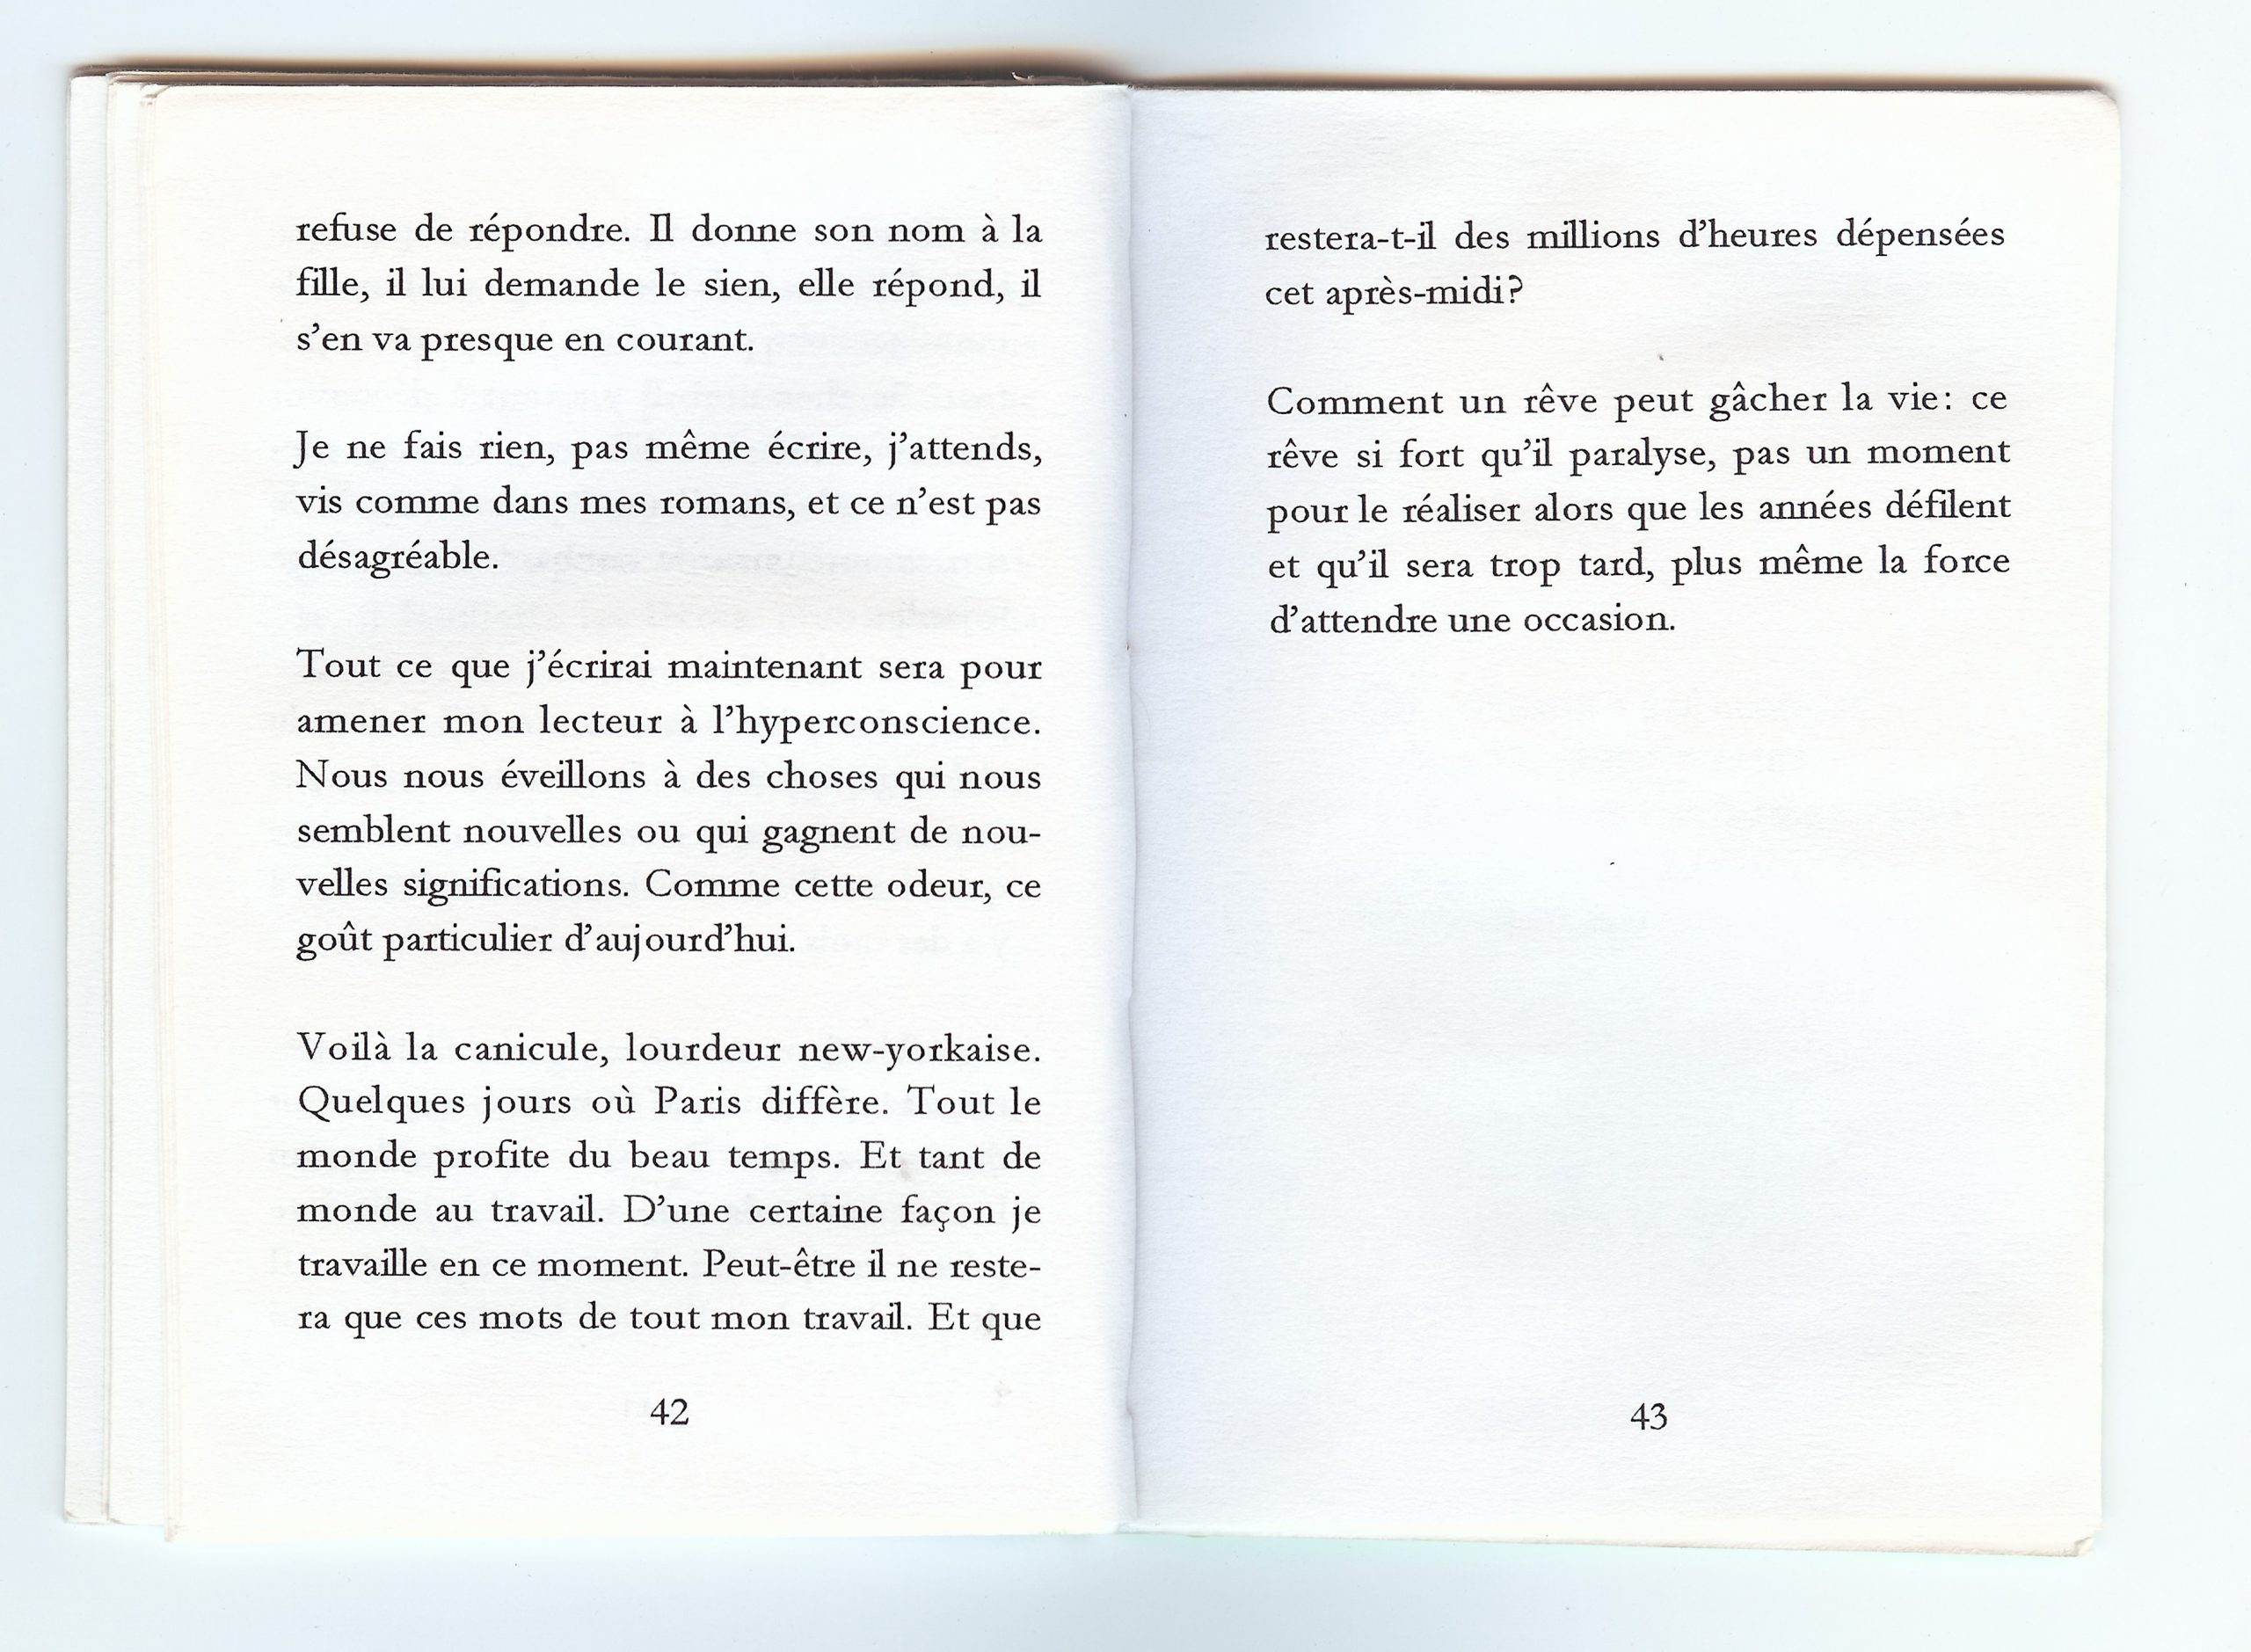 refuse de répondre. Il donne son nom à la
fille, il lui demande le sien, elle répond, il
s'en va presque en courant.
Je ne fais rien, pas même écrire, j'attends,
vis comme dans mes romans, et ce n'est pas
désagréable.
Tout ce que j'écrirai maintenant sera pour
amener mon lecteur à l'hyperconscience.
Nous nous éveillons à des choses qui nous
semblent nouvelles ou qui gagnent de nou-
velles significations. Comme cette odeur, ce
goût particulier d'aujourd'hui.
Voilà la canicule, lourdeur new-yorkaise.
Quelques jours où Paris diffère. Tout le
monde profite du beau temps. Et tant de
monde au travail. D'une certaine façon je
travaille en ce moment. Peut-être il ne reste-
ra que ces mots de tout mon travail. Et que
42
restera-t-il des millions d'heures dépensées
cet après-midi?
Comment un rêve peut gâcher la vie: ce
rêve si fort qu'il paralyse, pas un moment
pour le réaliser alors que les années défilent
et qu'il sera trop tard, plus même la force
d'attendre une occasion.
43